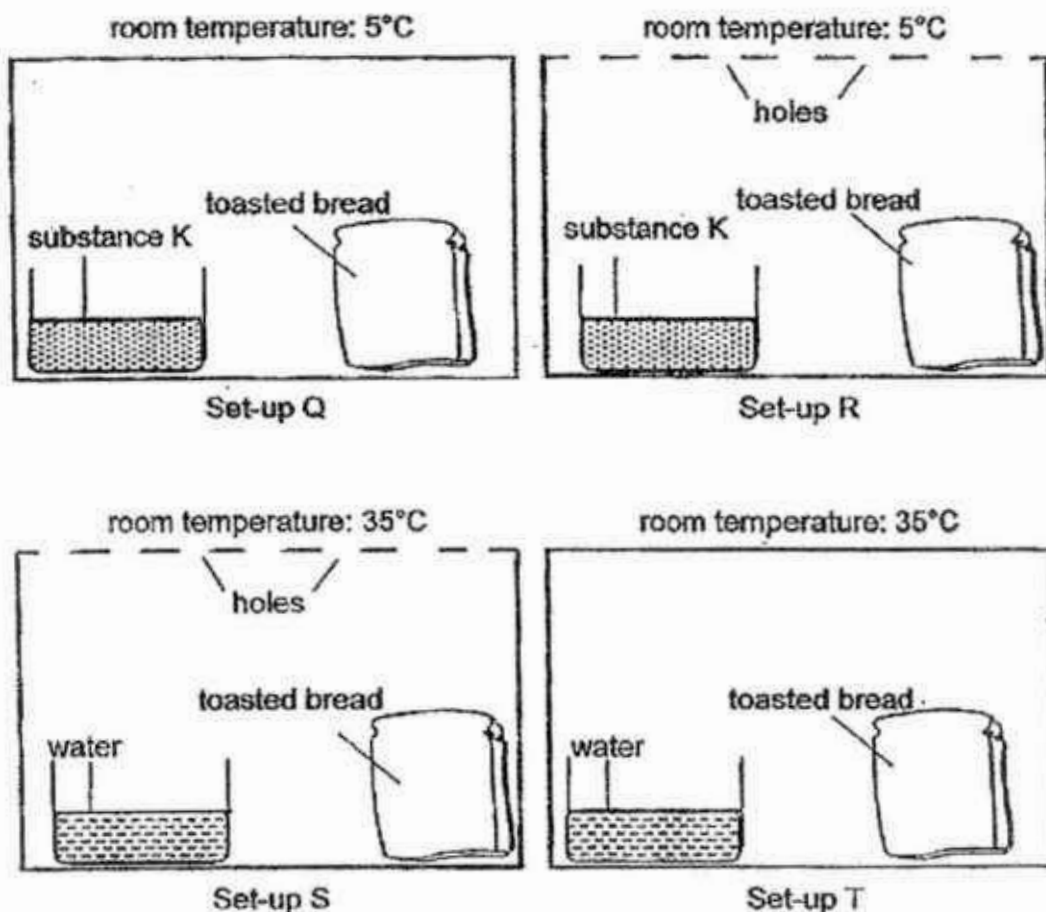 room temperature: 5°C
room temperature: 5°C
holes
toasted bread
substance K
toasted bread
substance K
Set-up Q
Set-up R
room temperature: 35°C
room temperature: 35°C
holes
toasted bread
water
toasted bread
water
Set-up S
Set-up T